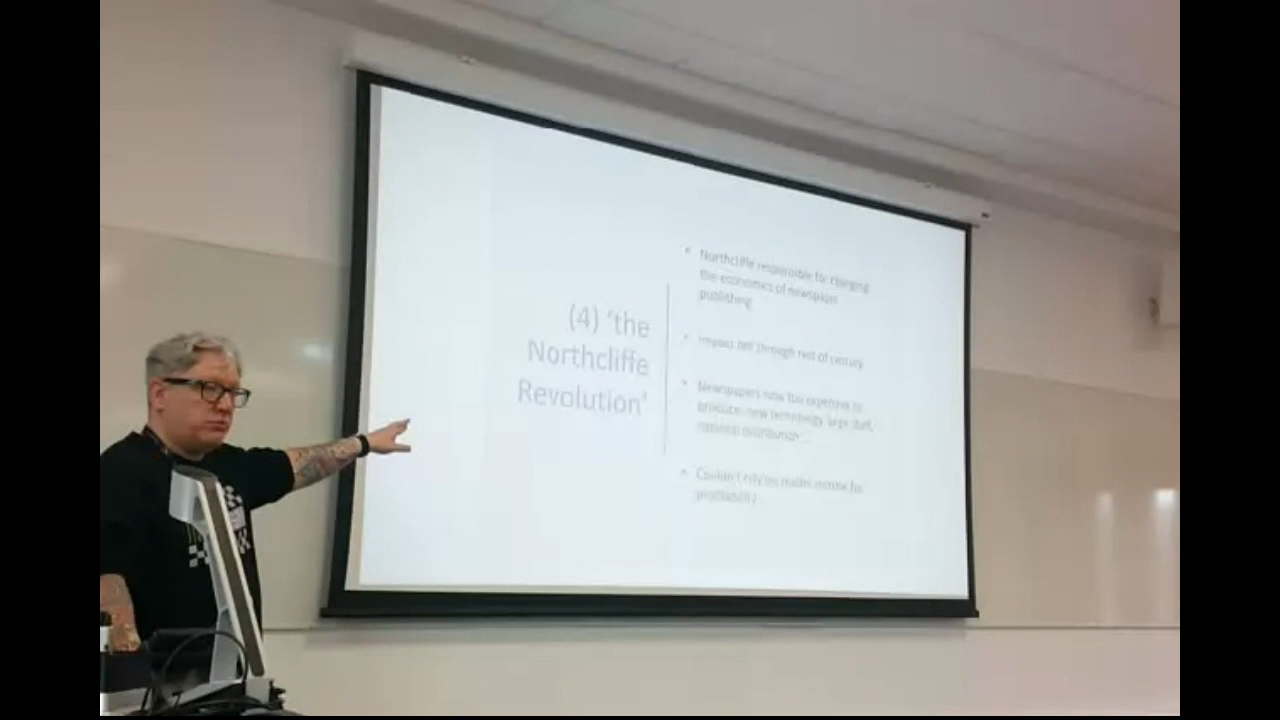 (4) ‘the
Northcliffe
Revolution’
• Northcliffe responsible for changing
the economics of newspaper
publishing
• Impact felt through rest of century
• Newspapers now too expensive to
produce: new technology, large staff,
national distribution
• Couldn't rely on reader income for
profitability